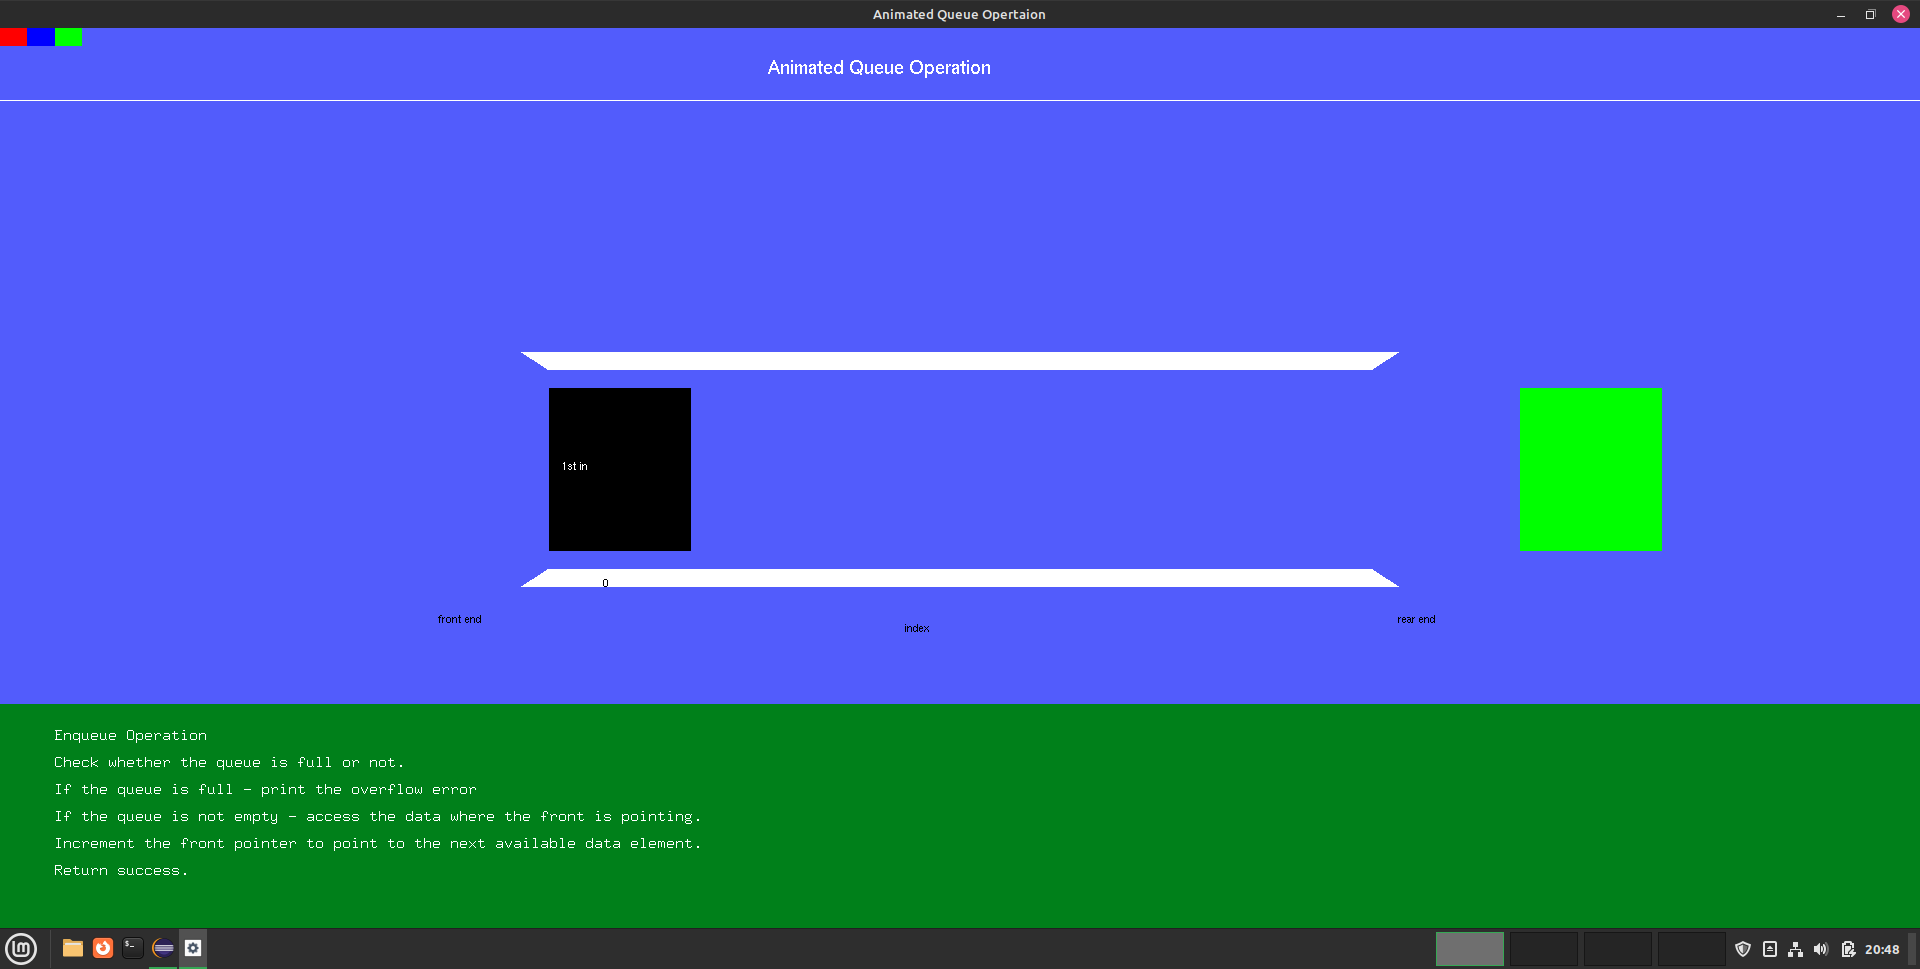 Animated Queue Opertaion
Animated Queue Operation
1st in
0
front end
index
rear end
Enqueue Operation
Check whether the queue is full or not.
If the queue is full - print the overflow error
If the queue is not empty - access the data where the front is pointing.
Increment the front pointer to point to the next available data element.
Return success.
20:48